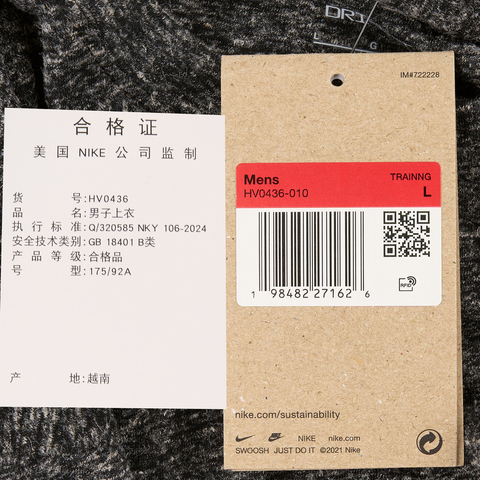 DRI
L
G
IM#722228
合格证
美国 NIKE 公司监制
货 号:HV0436
品 名:男子上衣
执行标准:Q/320585 NKY 106-2024
安全技术类别:GB 18401 B类
产品等级:合格品
号 型:175/92A
产 地:越南
Mens
TRAINNG
HV0436-010
L
1 98482 27162 6
RFID
nike.com/sustainability
NIKE nike.com
SWOOSH JUST DO IT ©2021 Nike